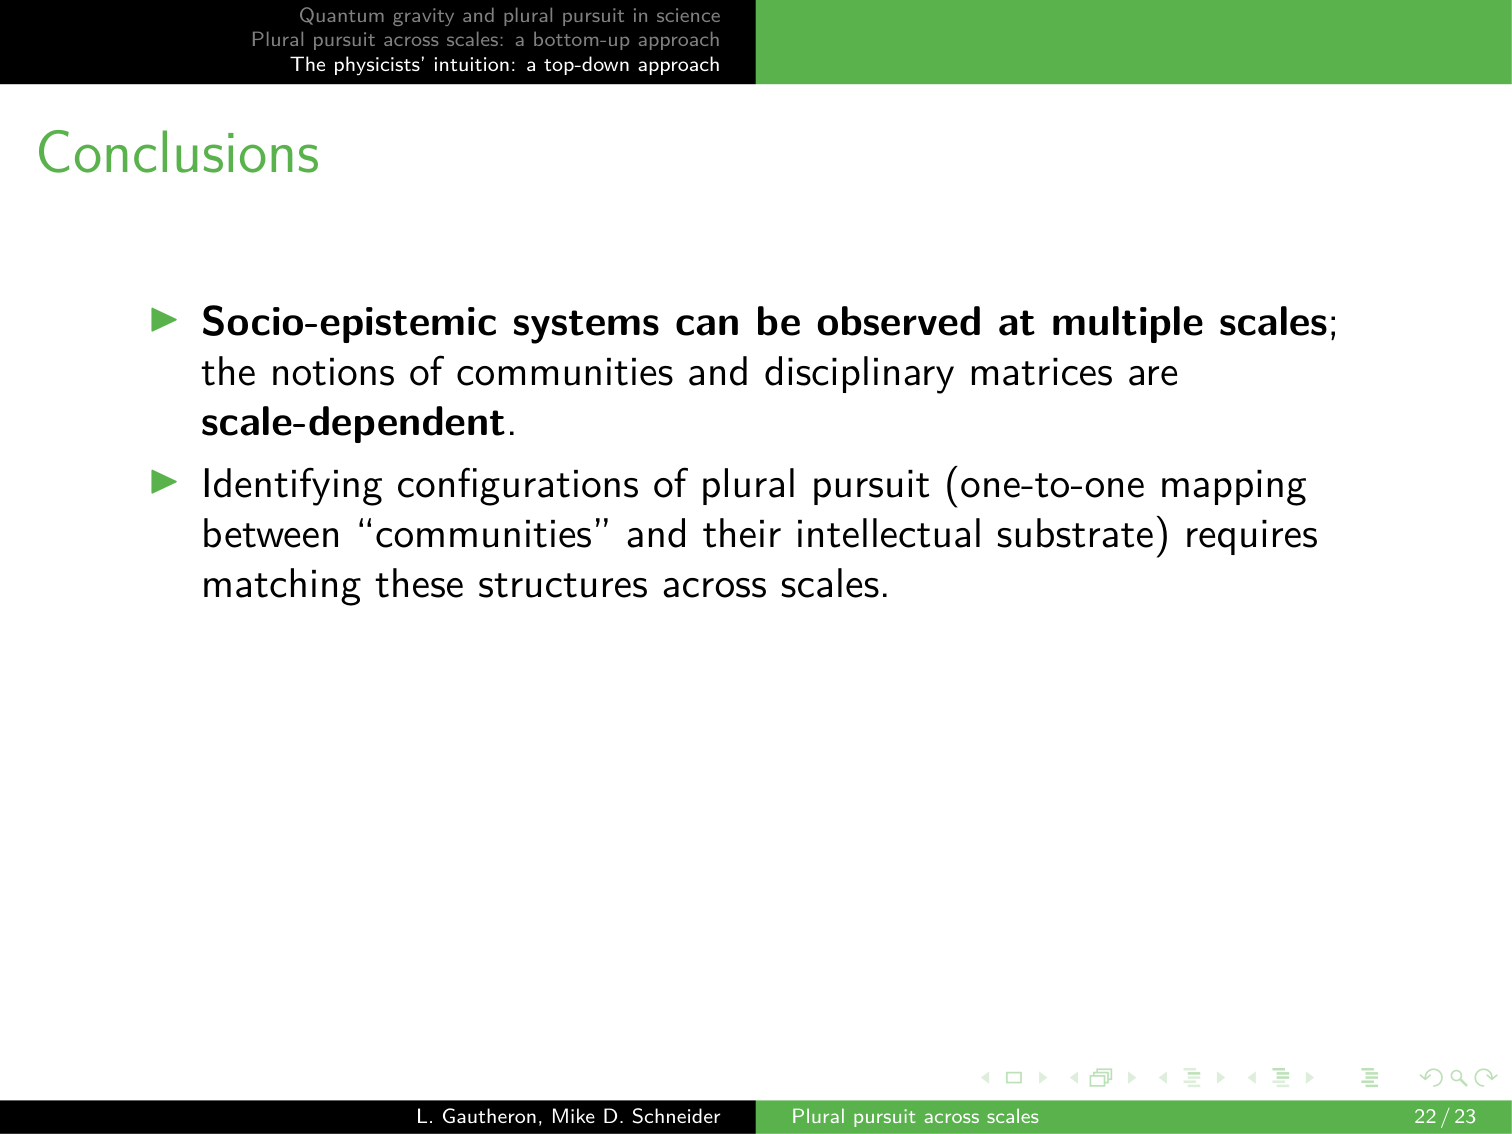 Quantum gravity and plural pursuit in science
Plural pursuit across scales: a bottom-up approach
The physicists' intuition: a top-down approach
Conclusions
Socio-epistemic systems can be observed at multiple scales;
the notions of communities and disciplinary matrices are
scale-dependent.
Identifying configurations of plural pursuit (one-to-one mapping
between “communities” and their intellectual substrate) requires
matching these structures across scales.
L. Gautheron, Mike D. Schneider
Plural pursuit across scales
22 / 23